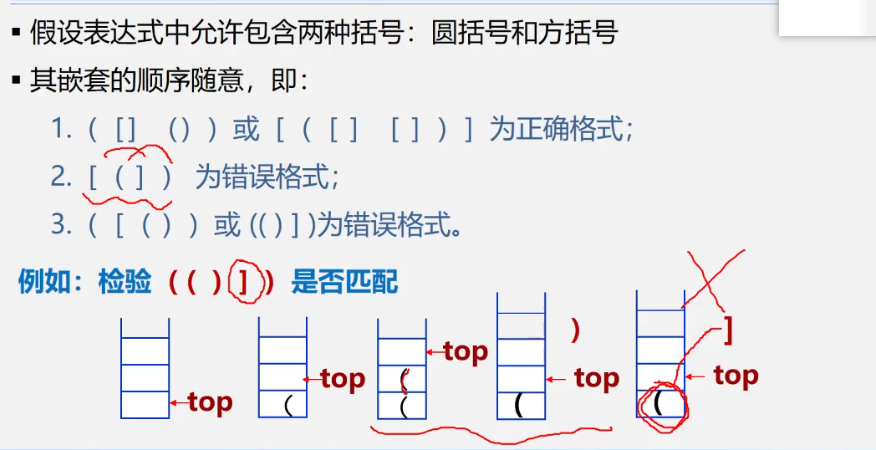 ▪ 假设表达式中允许包含两种括号：圆括号和方括号
▪ 其嵌套的顺序随意，即：
1. ( [] () ) 或 [ ( [ ] [ ] ) ] 为正确格式；
2. [ ( ] ) 为错误格式；
3. ( [ ( ) ) 或 (( ) ] )为错误格式。
例如：检验 ( ( ) ] ) 是否匹配
top
( top
( ( top
( ) top
( ] top